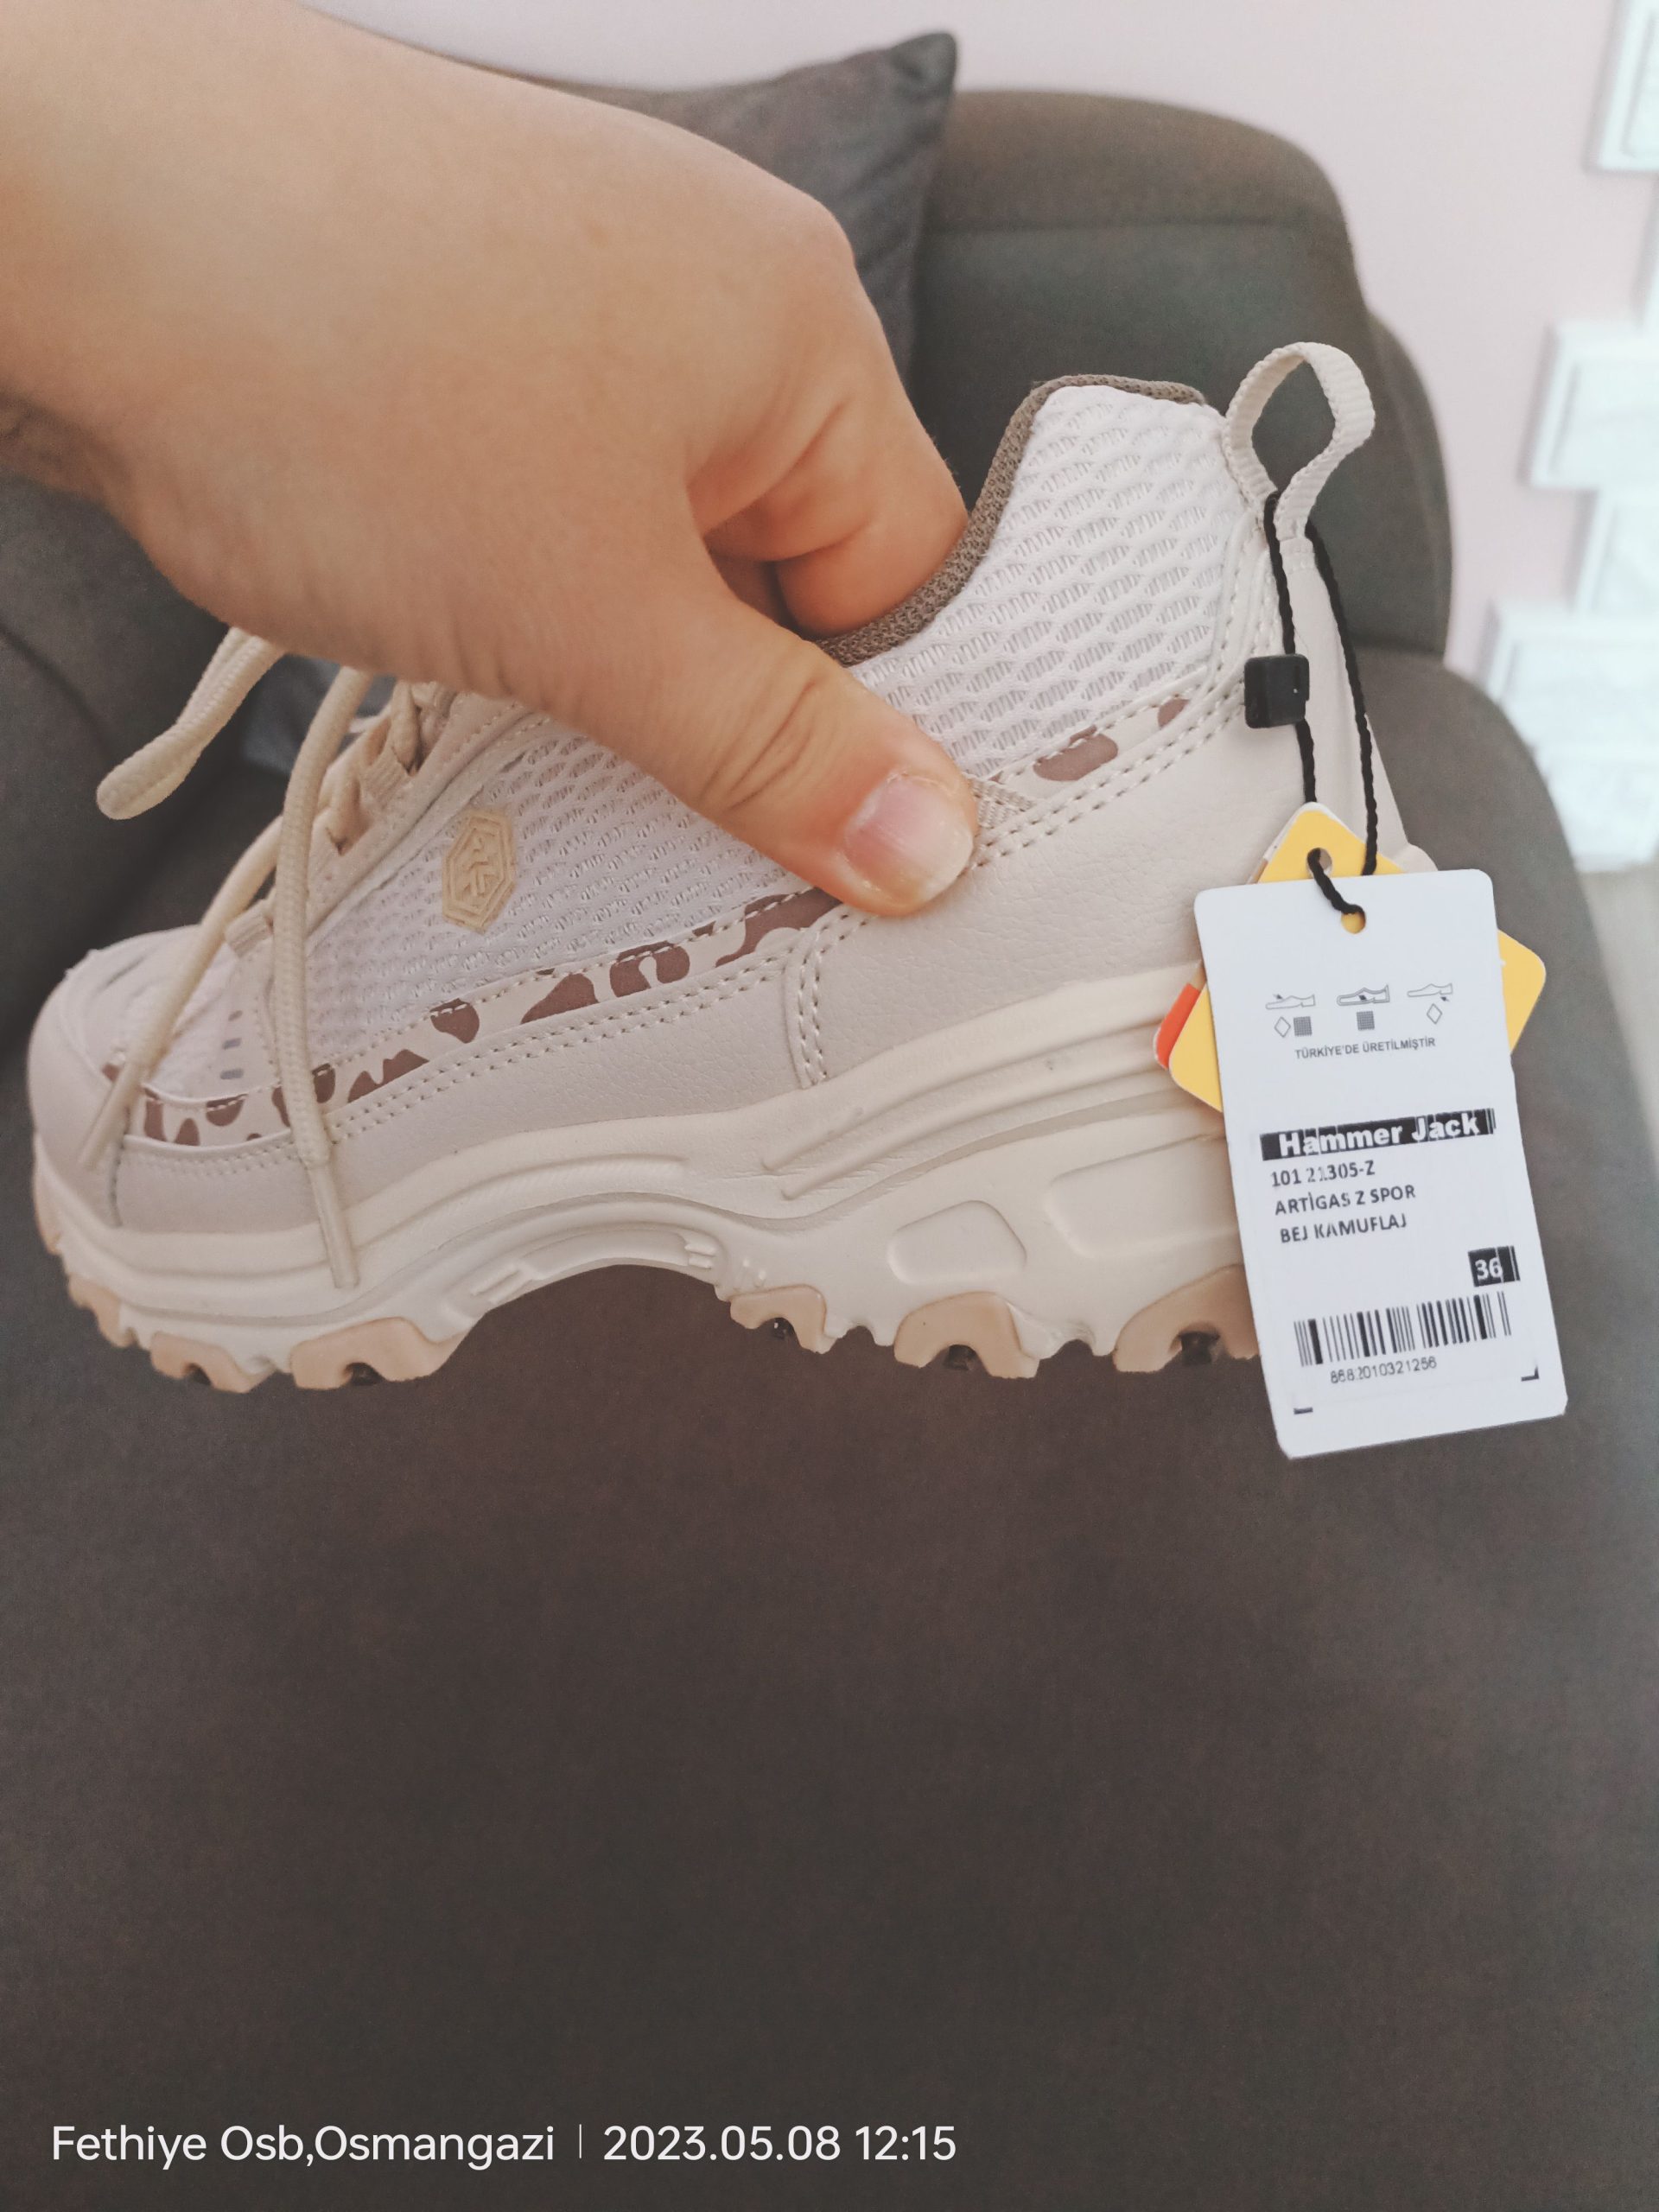 TÜRKİYE'DE ÜRETİLMİŞTİR
Hammer Jack
101 21305-Z
ARTİGAS Z SPOR
BEJ KAMUFLAJ
36
8682010321256
Fethiye Osb,Osmangazi | 2023.05.08 12:15